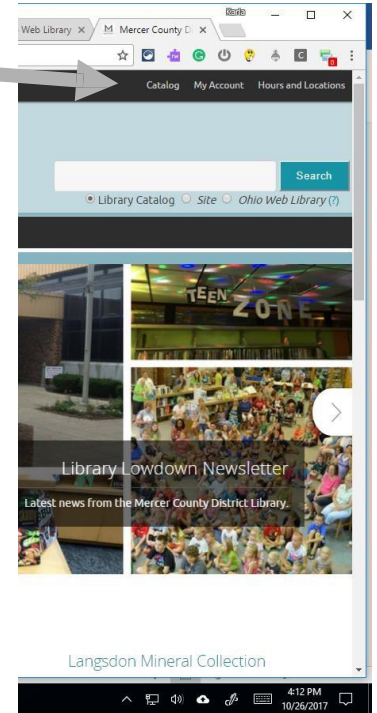 Karla
Web Library × M Mercer County D ×
Catalog My Account Hours and Locations
Search
Library Catalog Site Ohio Web Library (?)
TEEN ZONE
Library Lowdown Newsletter
Latest news from the Mercer County District Library.
Langsdon Mineral Collection
4:12 PM
10/26/2017